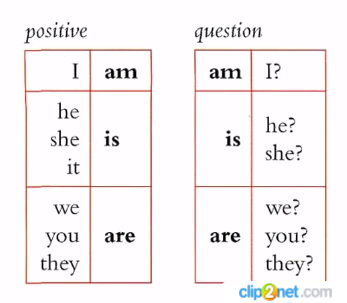 positive
I am
he
she is
it
we
you are
they
question
am I?
is he?
she?
we?
are you?
they?
clip2net.com